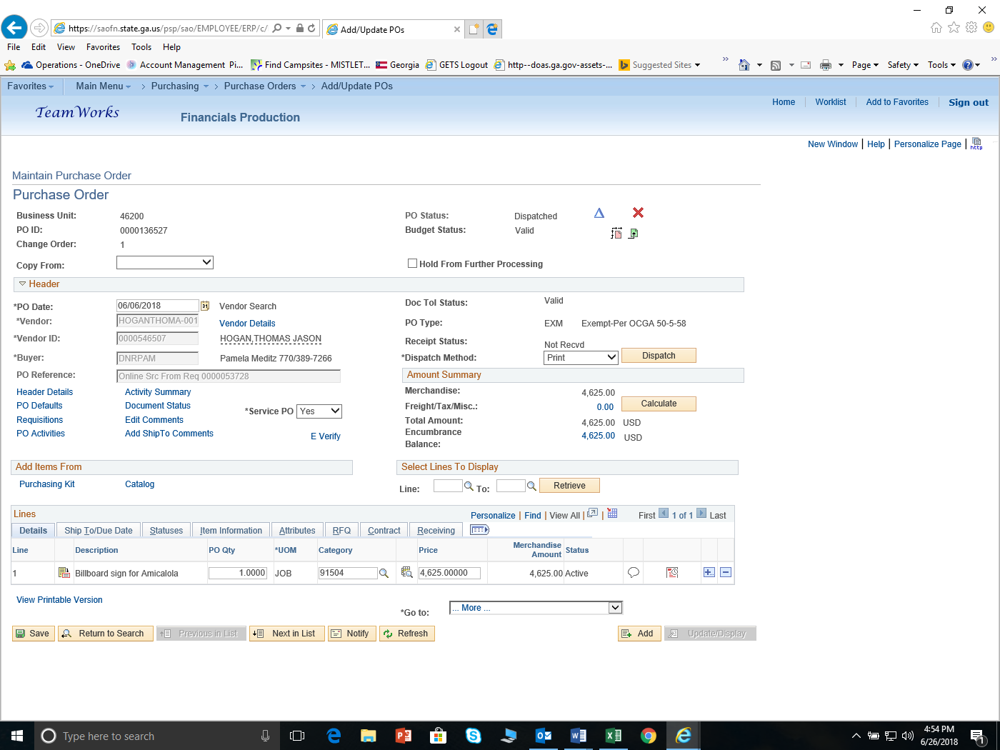 https://saofn.state.ga.us/psp/sao/EMPLOYEE/ERP/c/
Add/Update POs
File Edit View Favorites Tools Help
Operations - OneDrive Account Management Pi... Find Campsites - MISTLET... Georgia GETS Logout http--doas.ga.gov-assets-... Suggested Sites Page Safety Tools
Favorites Main Menu > Purchasing > Purchase Orders > Add/Update POs
TeamWorks
Financials Production
Home Worklist Add to Favorites Sign out
New Window | Help | Personalize Page | http
Maintain Purchase Order
Purchase Order
Business Unit: 46200 PO Status: Dispatched
PO ID: 0000136527 Budget Status: Valid
Change Order: 1
Copy From: Hold From Further Processing
Header
*PO Date: 06/06/2018 31 Vendor Search Doc Tol Status: Valid
*Vendor: HOGANTHOMA-001 Vendor Details PO Type: EXM Exempt-Per OCGA 50-5-58
*Vendor ID: 0000546507 HOGAN,THOMAS JASON Receipt Status: Not Recvd
*Buyer: DNRPAM Pamela Meditz 770/389-7266 *Dispatch Method: Print Dispatch
PO Reference: Online Src From Req 0000053728 Amount Summary
Header Details Activity Summary Merchandise: 4,625.00
PO Defaults Document Status *Service PO Yes Freight/Tax/Misc.: 0.00 Calculate
Requisitions Edit Comments Total Amount: 4,625.00 USD
PO Activities Add ShipTo Comments E Verify Encumbrance Balance: 4,625.00 USD
Add Items From Select Lines To Display
Purchasing Kit Catalog Line: To: Retrieve
Lines Personalize | Find | View All | | First 1 of 1 Last
Details Ship To/Due Date Statuses Item Information Attributes RFQ Contract Receiving
Line Description PO Qty *UOM Category Price Merchandise Amount Status
1 Billboard sign for Amicalola 1.0000 JOB 91504 4,625.00000 4,625.00 Active
View Printable Version
*Go to: ... More ...
Save Return to Search Previous in List Next in List Notify Refresh Add Update/Display
Type here to search
4:54 PM
6/26/2018
1